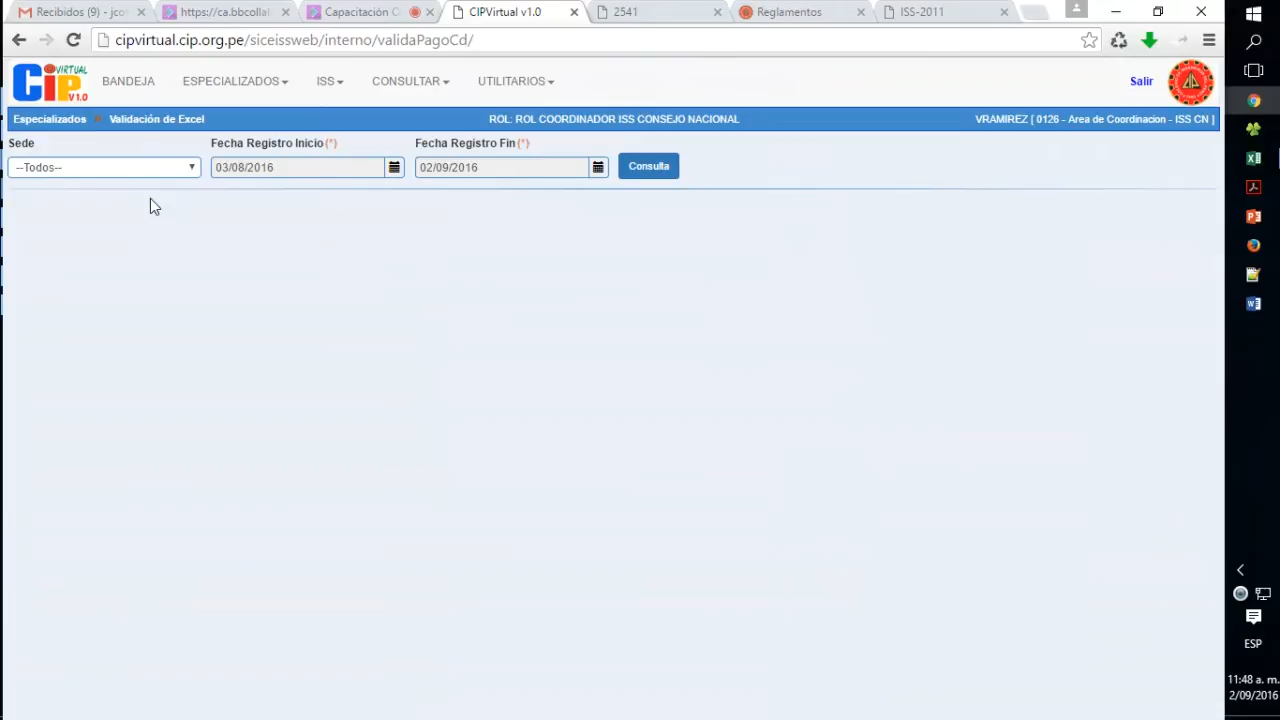 Recibidos (9) - jco
https://ca.bbcollal
Capacitación C
CIPVirtual v1.0
2541
Reglamentos
ISS-2011
cipvirtual.cip.org.pe/siceissweb/interno/validaPagoCd/
CIP VIRTUAL V 1.0
BANDEJA
ESPECIALIZADOS
ISS
CONSULTAR
UTILITARIOS
Salir
Especializados » Validación de Excel
ROL: ROL COORDINADOR ISS CONSEJO NACIONAL
VRAMIREZ [ 0126 - Area de Coordinacion - ISS CN ]
Sede
Fecha Registro Inicio(*)
Fecha Registro Fin(*)
--Todos--
03/08/2016
02/09/2016
Consulta
ESP
11:48 a. m.
2/09/2016